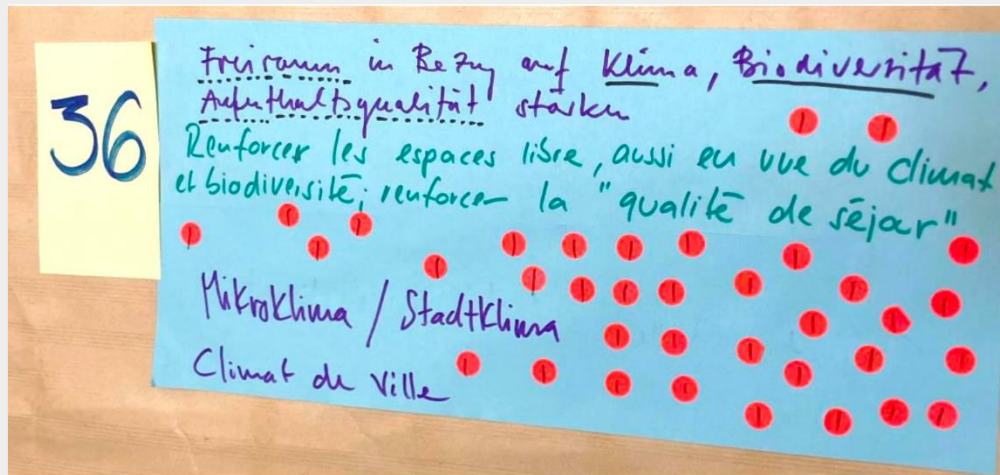 36
Freiraum in Bezug auf Klima, Biodiversität,
Aufenthaltsqualität stärken
Renforcer les espaces libre, aussi en vue du climat
et biodiversité; renforcer la "qualité de séjar"
Mikroklima / Stadtklima
Climat de Ville